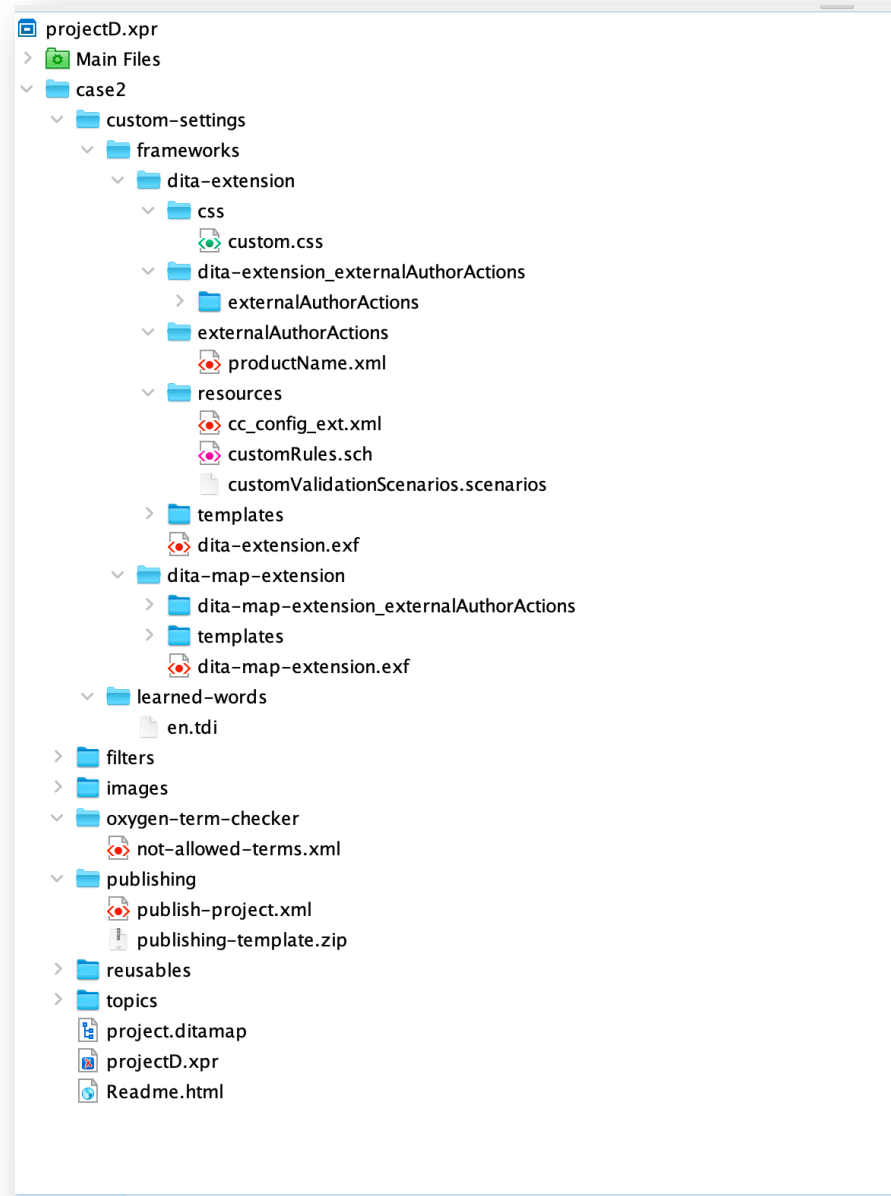 projectD.xpr
Main Files
case2
custom-settings
frameworks
dita-extension
css
custom.css
dita-extension_externalAuthorActions
externalAuthorActions
externalAuthorActions
productName.xml
resources
cc_config_ext.xml
customRules.sch
customValidationScenarios.scenarios
templates
dita-extension.exf
dita-map-extension
dita-map-extension_externalAuthorActions
templates
dita-map-extension.exf
learned-words
en.tdi
filters
images
oxygen-term-checker
not-allowed-terms.xml
publishing
publish-project.xml
publishing-template.zip
reusables
topics
project.ditamap
projectD.xpr
Readme.html